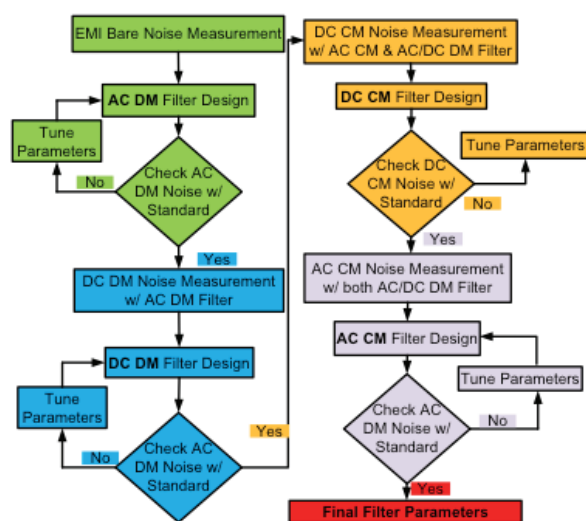 EMI Bare Noise Measurement
AC DM Filter Design
Tune
Parameters
No
Check AC
DM Noise w/
Standard
Yes
DC DM Noise Measurement
w/ AC DM Filter
DC DM Filter Design
Tune
Parameters
No
Check AC
DM Noise w/
Standard
Yes
DC CM Noise Measurement
w/ AC CM & AC/DC DM Filter
DC CM Filter Design
Tune Parameters
Check DC
CM Noise w/
Standard
No
Yes
AC CM Noise Measurement
w/ both AC/DC DM Filter
AC CM Filter Design
Tune Parameters
Check AC
DM Noise w/
Standard
No
Yes
Final Filter Parameters